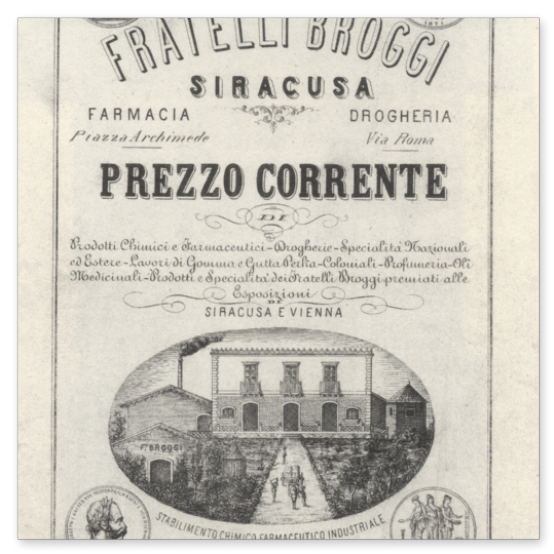 FRATELLI BROGGI
SIRACUSA
FARMACIA DROGHERIA
Piazza Archimede Via Roma
PREZZO CORRENTE
DI
Prodotti Chimici e Farmaceutici-Drogherie-Specialità Nazionali
ed Estere-Lavori di Gomma e Gutta Perka-Coloniali-Profumeria-Oli
Medicinali-Prodotti e Specialità dei Fratelli Broggi premiati alle
Esposizioni
DI
SIRACUSA E VIENNA
Fli BROGGI
STABILIMENTO CHIMICO FARMACEUTICO INDUSTRIALE